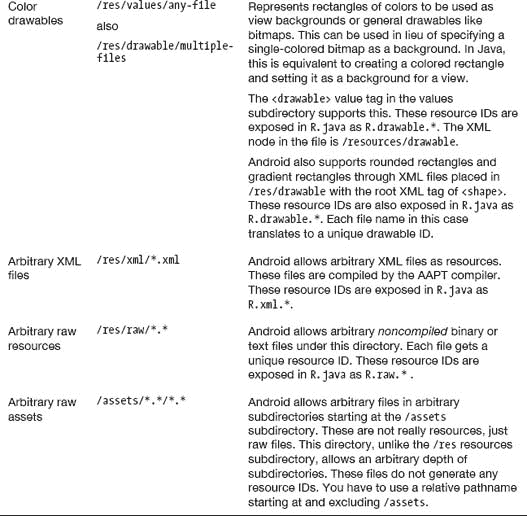 Color
drawables
/res/values/any-file
also
/res/drawable/multiple-
files
Represents rectangles of colors to be used as
view backgrounds or general drawables like
bitmaps. This can be used in lieu of specifying a
single-colored bitmap as a background. In Java,
this is equivalent to creating a colored rectangle
and setting it as a background for a view.
The <drawable> value tag in the values
subdirectory supports this. These resource IDs are
exposed in R.java as R.drawable.*. The XML
node in the file is /resources/drawable.
Android also supports rounded rectangles and
gradient rectangles through XML files placed in
/res/drawable with the root XML tag of <shape>.
These resource IDs are also exposed in R.java as
R.drawable.*. Each file name in this case
translates to a unique drawable ID.
Arbitrary XML
files
/res/xml/*.xml
Android allows arbitrary XML files as resources.
These files are compiled by the AAPT compiler.
These resource IDs are exposed in R.java as
R.xml.*.
Arbitrary raw
resources
/res/raw/*.*
Android allows arbitrary noncompiled binary or
text files under this directory. Each file gets a
unique resource ID. These resource IDs are
exposed in R.java as R.raw.* .
Arbitrary raw
assets
/assets/*.*/*.*
Android allows arbitrary files in arbitrary
subdirectories starting at the /assets
subdirectory. These are not really resources, just
raw files. This directory, unlike the /res resources
subdirectory, allows an arbitrary depth of
subdirectories. These files do not generate any
resource IDs. You have to use a relative pathname
starting at and excluding /assets.